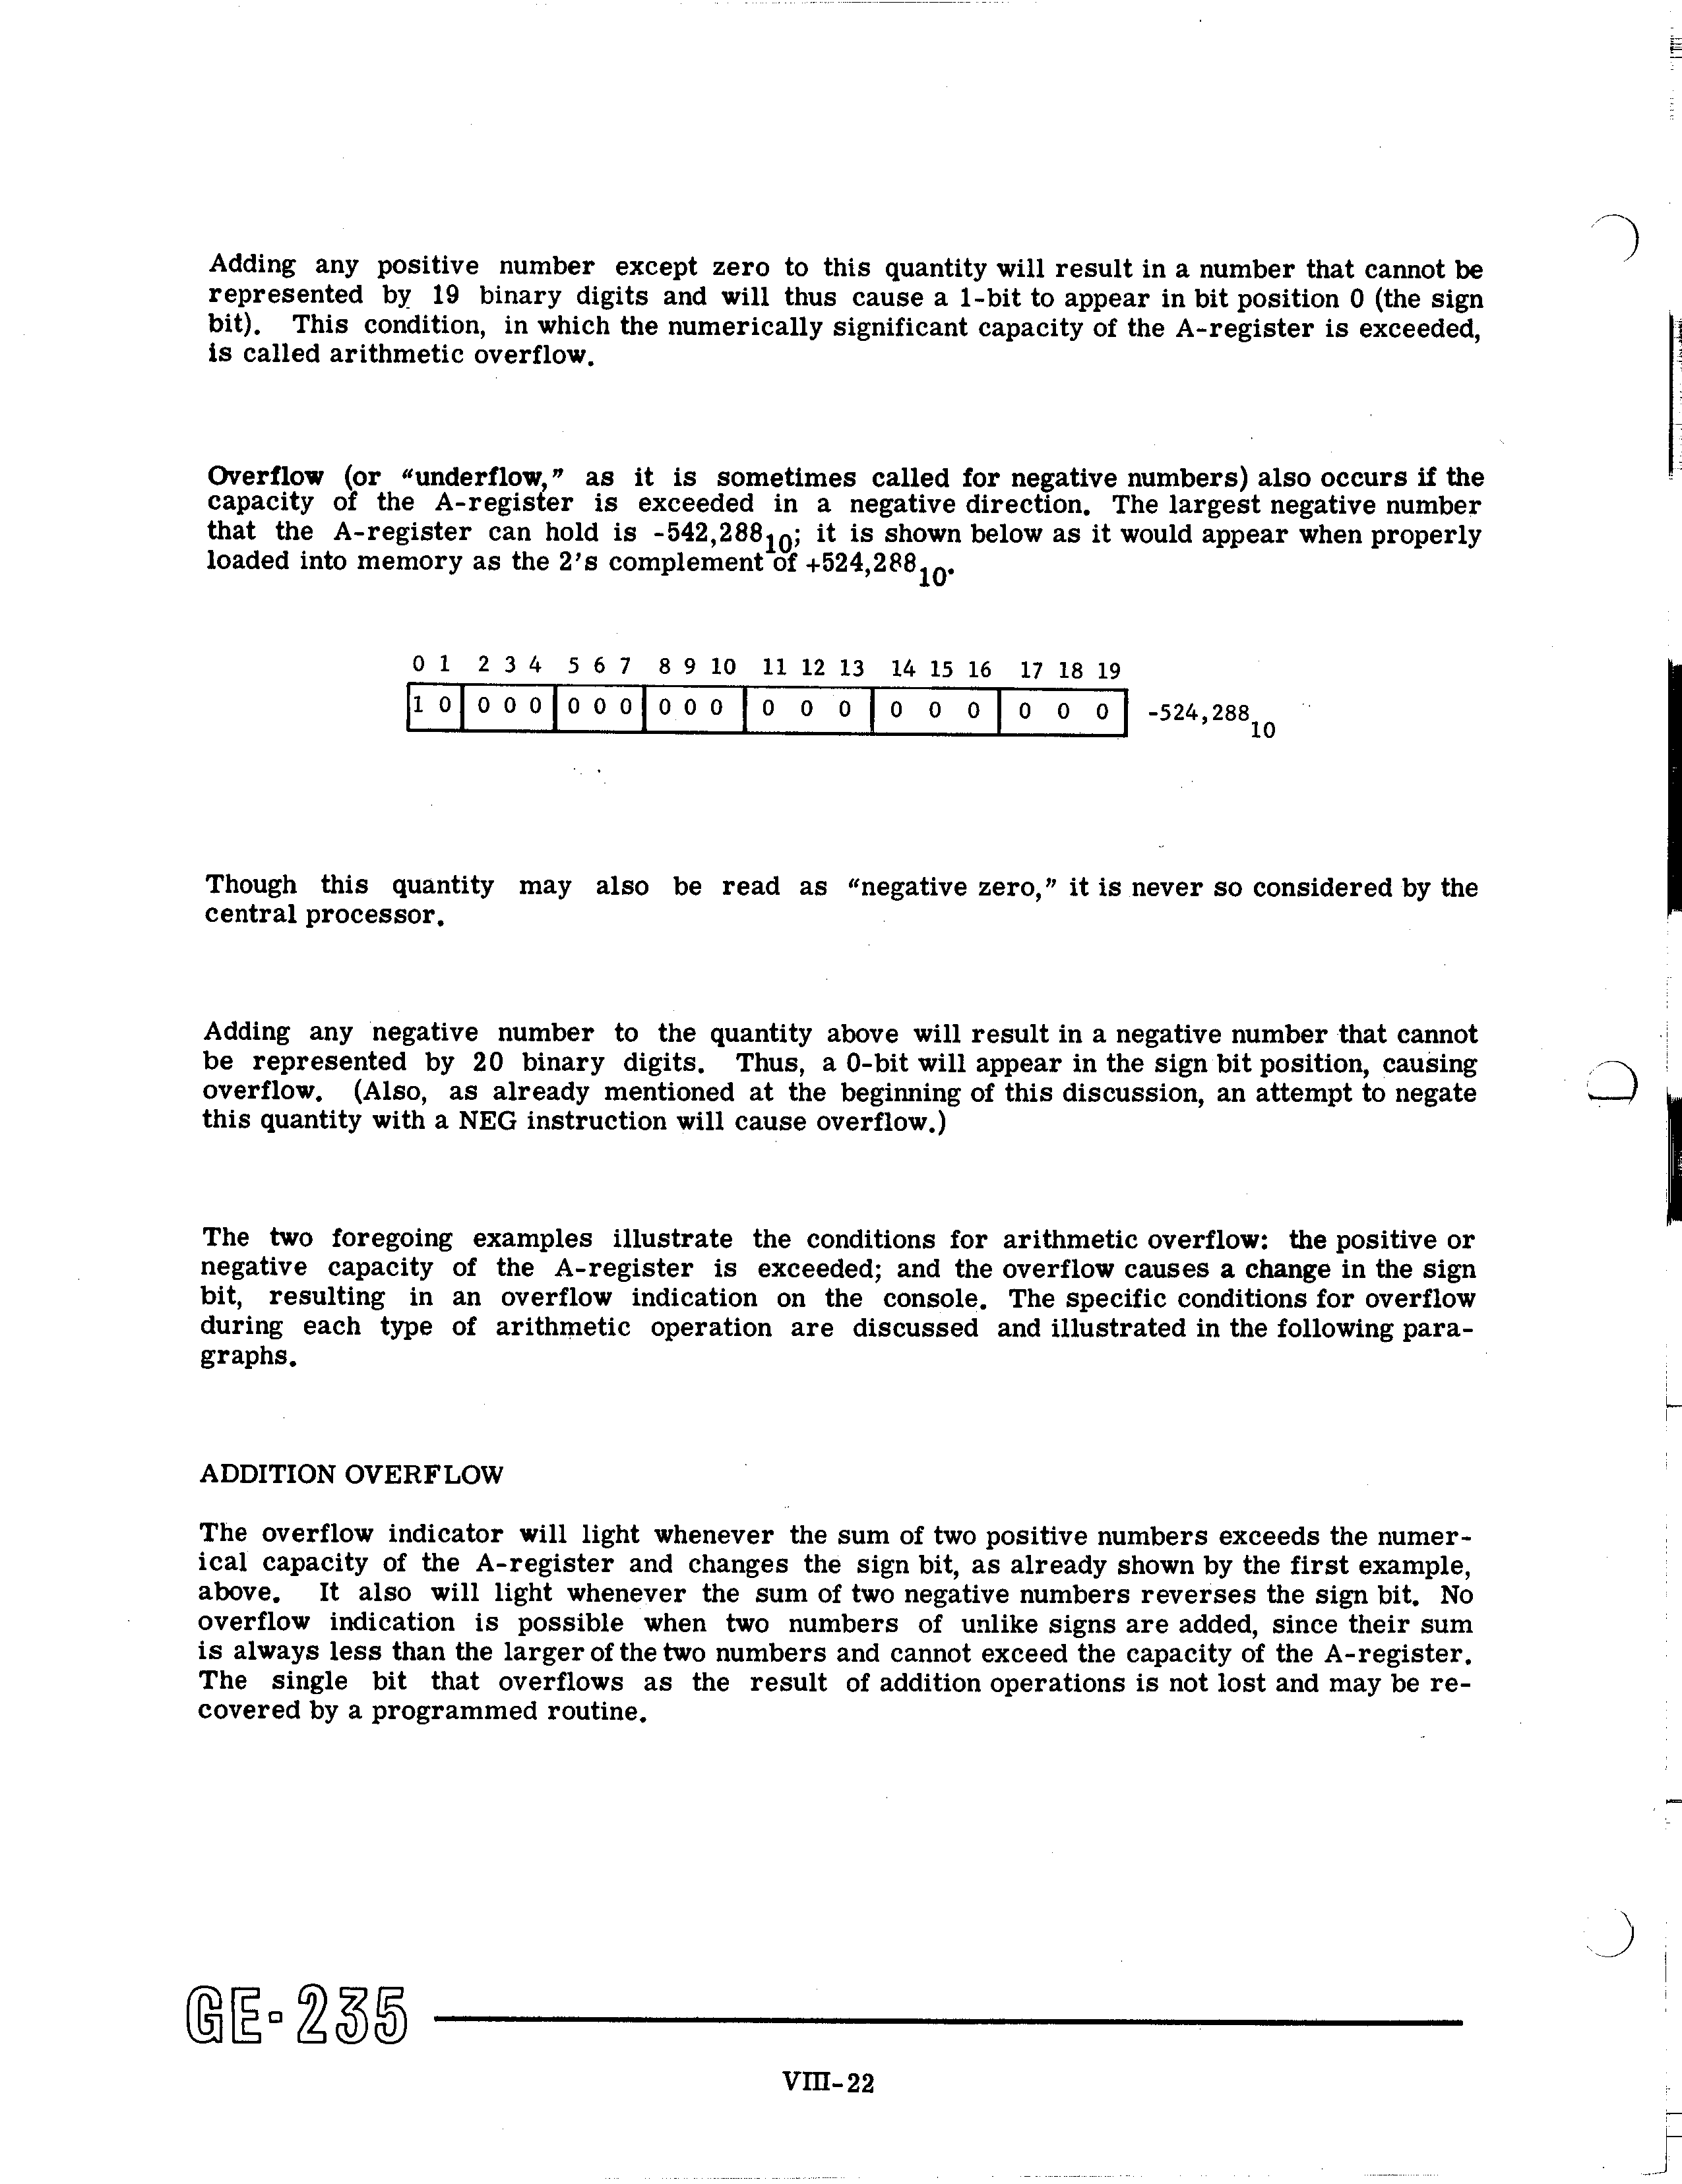 Adding any positive number except zero to this quantity will result in a number that cannot be
represented by 19 binary digits and will thus cause a 1-bit to appear in bit position 0 (the sign
bit). This condition, in which the numerically significant capacity of the A-register is exceeded,
is called arithmetic overflow.
Overflow (or “underflow,” as it is sometimes called for negative numbers) also occurs if the
capacity of the A-register is exceeded in a negative direction. The largest negative number
that the A-register can hold is -542,288₁₀; it is shown below as it would appear when properly
loaded into memory as the 2's complement of +524,288₁₀.
0 1 2 3 4 5 6 7 8 9 10 11 12 13 14 15 16 17 18 19
1 0 0 0 0 0 0 0 0 0 0 0 0 0 0 0 0 0 0 0 -524,288₁₀
Though this quantity may also be read as “negative zero,” it is never so considered by the
central processor.
Adding any negative number to the quantity above will result in a negative number that cannot
be represented by 20 binary digits. Thus, a 0-bit will appear in the sign bit position, causing
overflow. (Also, as already mentioned at the beginning of this discussion, an attempt to negate
this quantity with a NEG instruction will cause overflow.)
The two foregoing examples illustrate the conditions for arithmetic overflow: the positive or
negative capacity of the A-register is exceeded; and the overflow causes a change in the sign
bit, resulting in an overflow indication on the console. The specific conditions for overflow
during each type of arithmetic operation are discussed and illustrated in the following para-
graphs.
ADDITION OVERFLOW
The overflow indicator will light whenever the sum of two positive numbers exceeds the numer-
ical capacity of the A-register and changes the sign bit, as already shown by the first example,
above. It also will light whenever the sum of two negative numbers reverses the sign bit. No
overflow indication is possible when two numbers of unlike signs are added, since their sum
is always less than the larger of the two numbers and cannot exceed the capacity of the A-register.
The single bit that overflows as the result of addition operations is not lost and may be re-
covered by a programmed routine.
GE-235
VIII-22